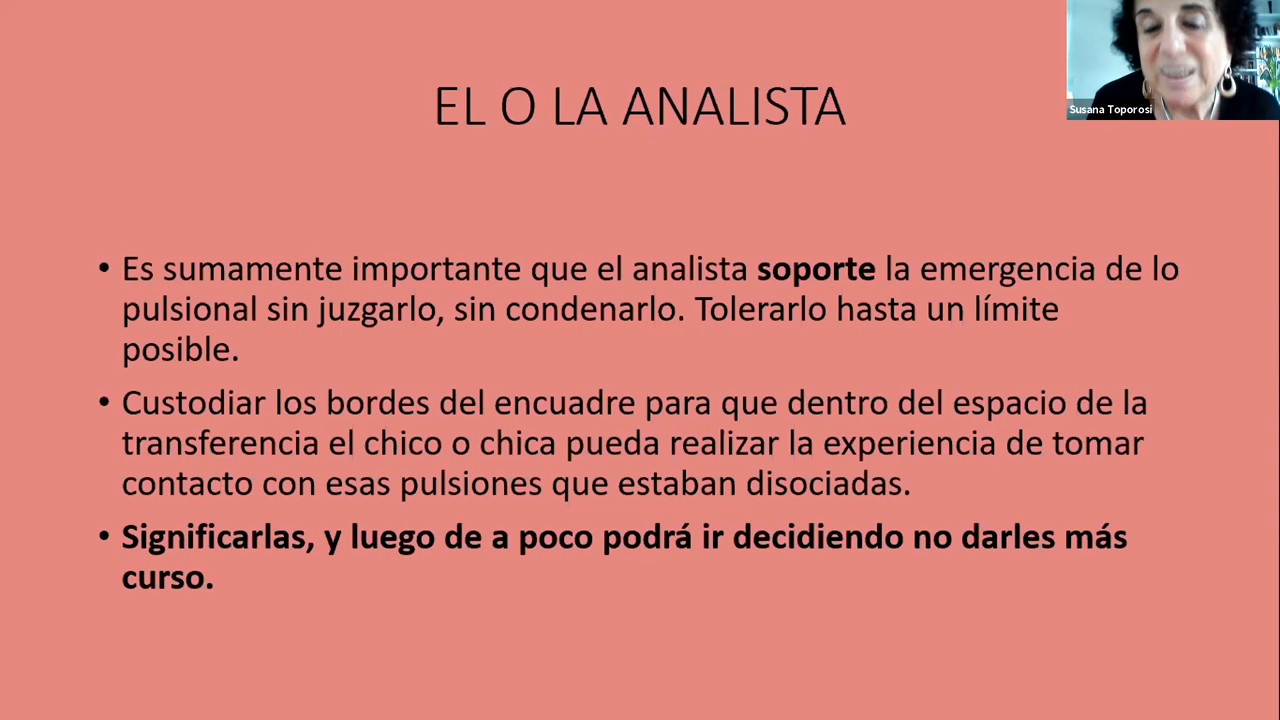 Susana Toporosi
EL O LA ANALISTA
• Es sumamente importante que el analista soporte la emergencia de lo
pulsional sin juzgarlo, sin condenarlo. Tolerarlo hasta un límite
posible.
• Custodiar los bordes del encuadre para que dentro del espacio de la
transferencia el chico o chica pueda realizar la experiencia de tomar
contacto con esas pulsiones que estaban disociadas.
• Significarlas, y luego de a poco podrá ir decidiendo no darles más
curso.